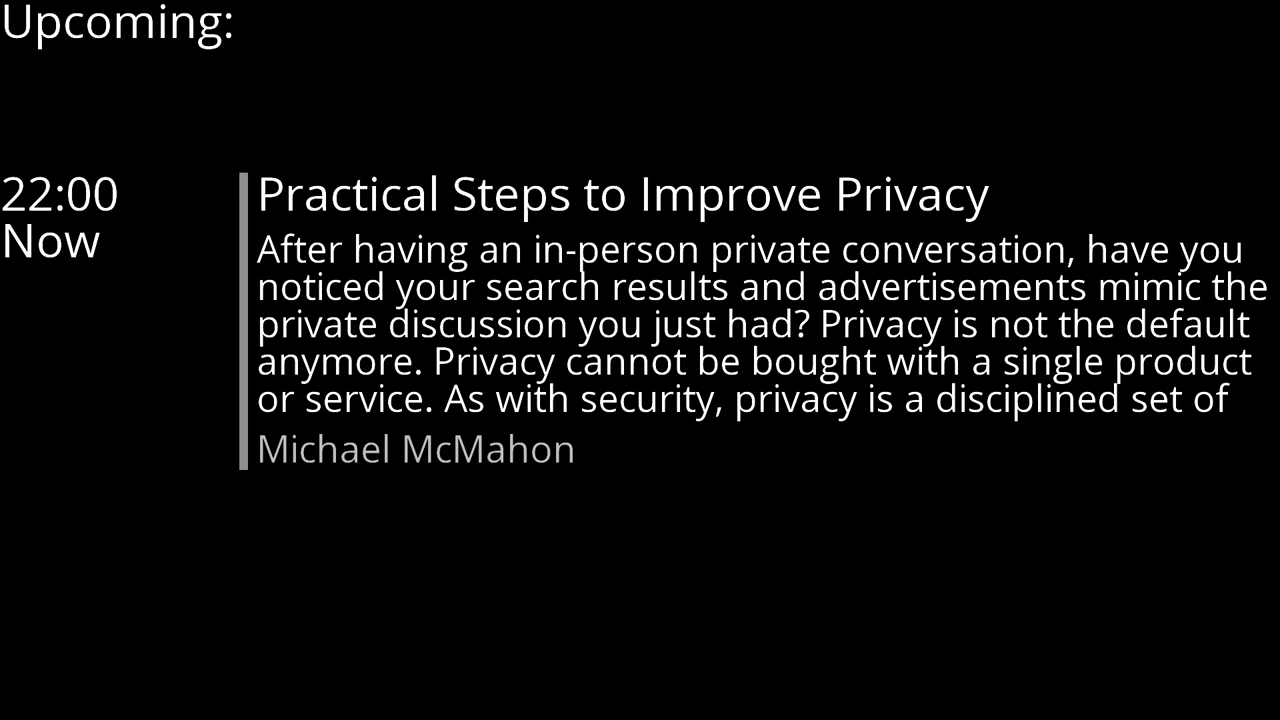 Upcoming:
22:00
Now
Practical Steps to Improve Privacy
After having an in-person private conversation, have you
noticed your search results and advertisements mimic the
private discussion you just had? Privacy is not the default
anymore. Privacy cannot be bought with a single product
or service. As with security, privacy is a disciplined set of
Michael McMahon